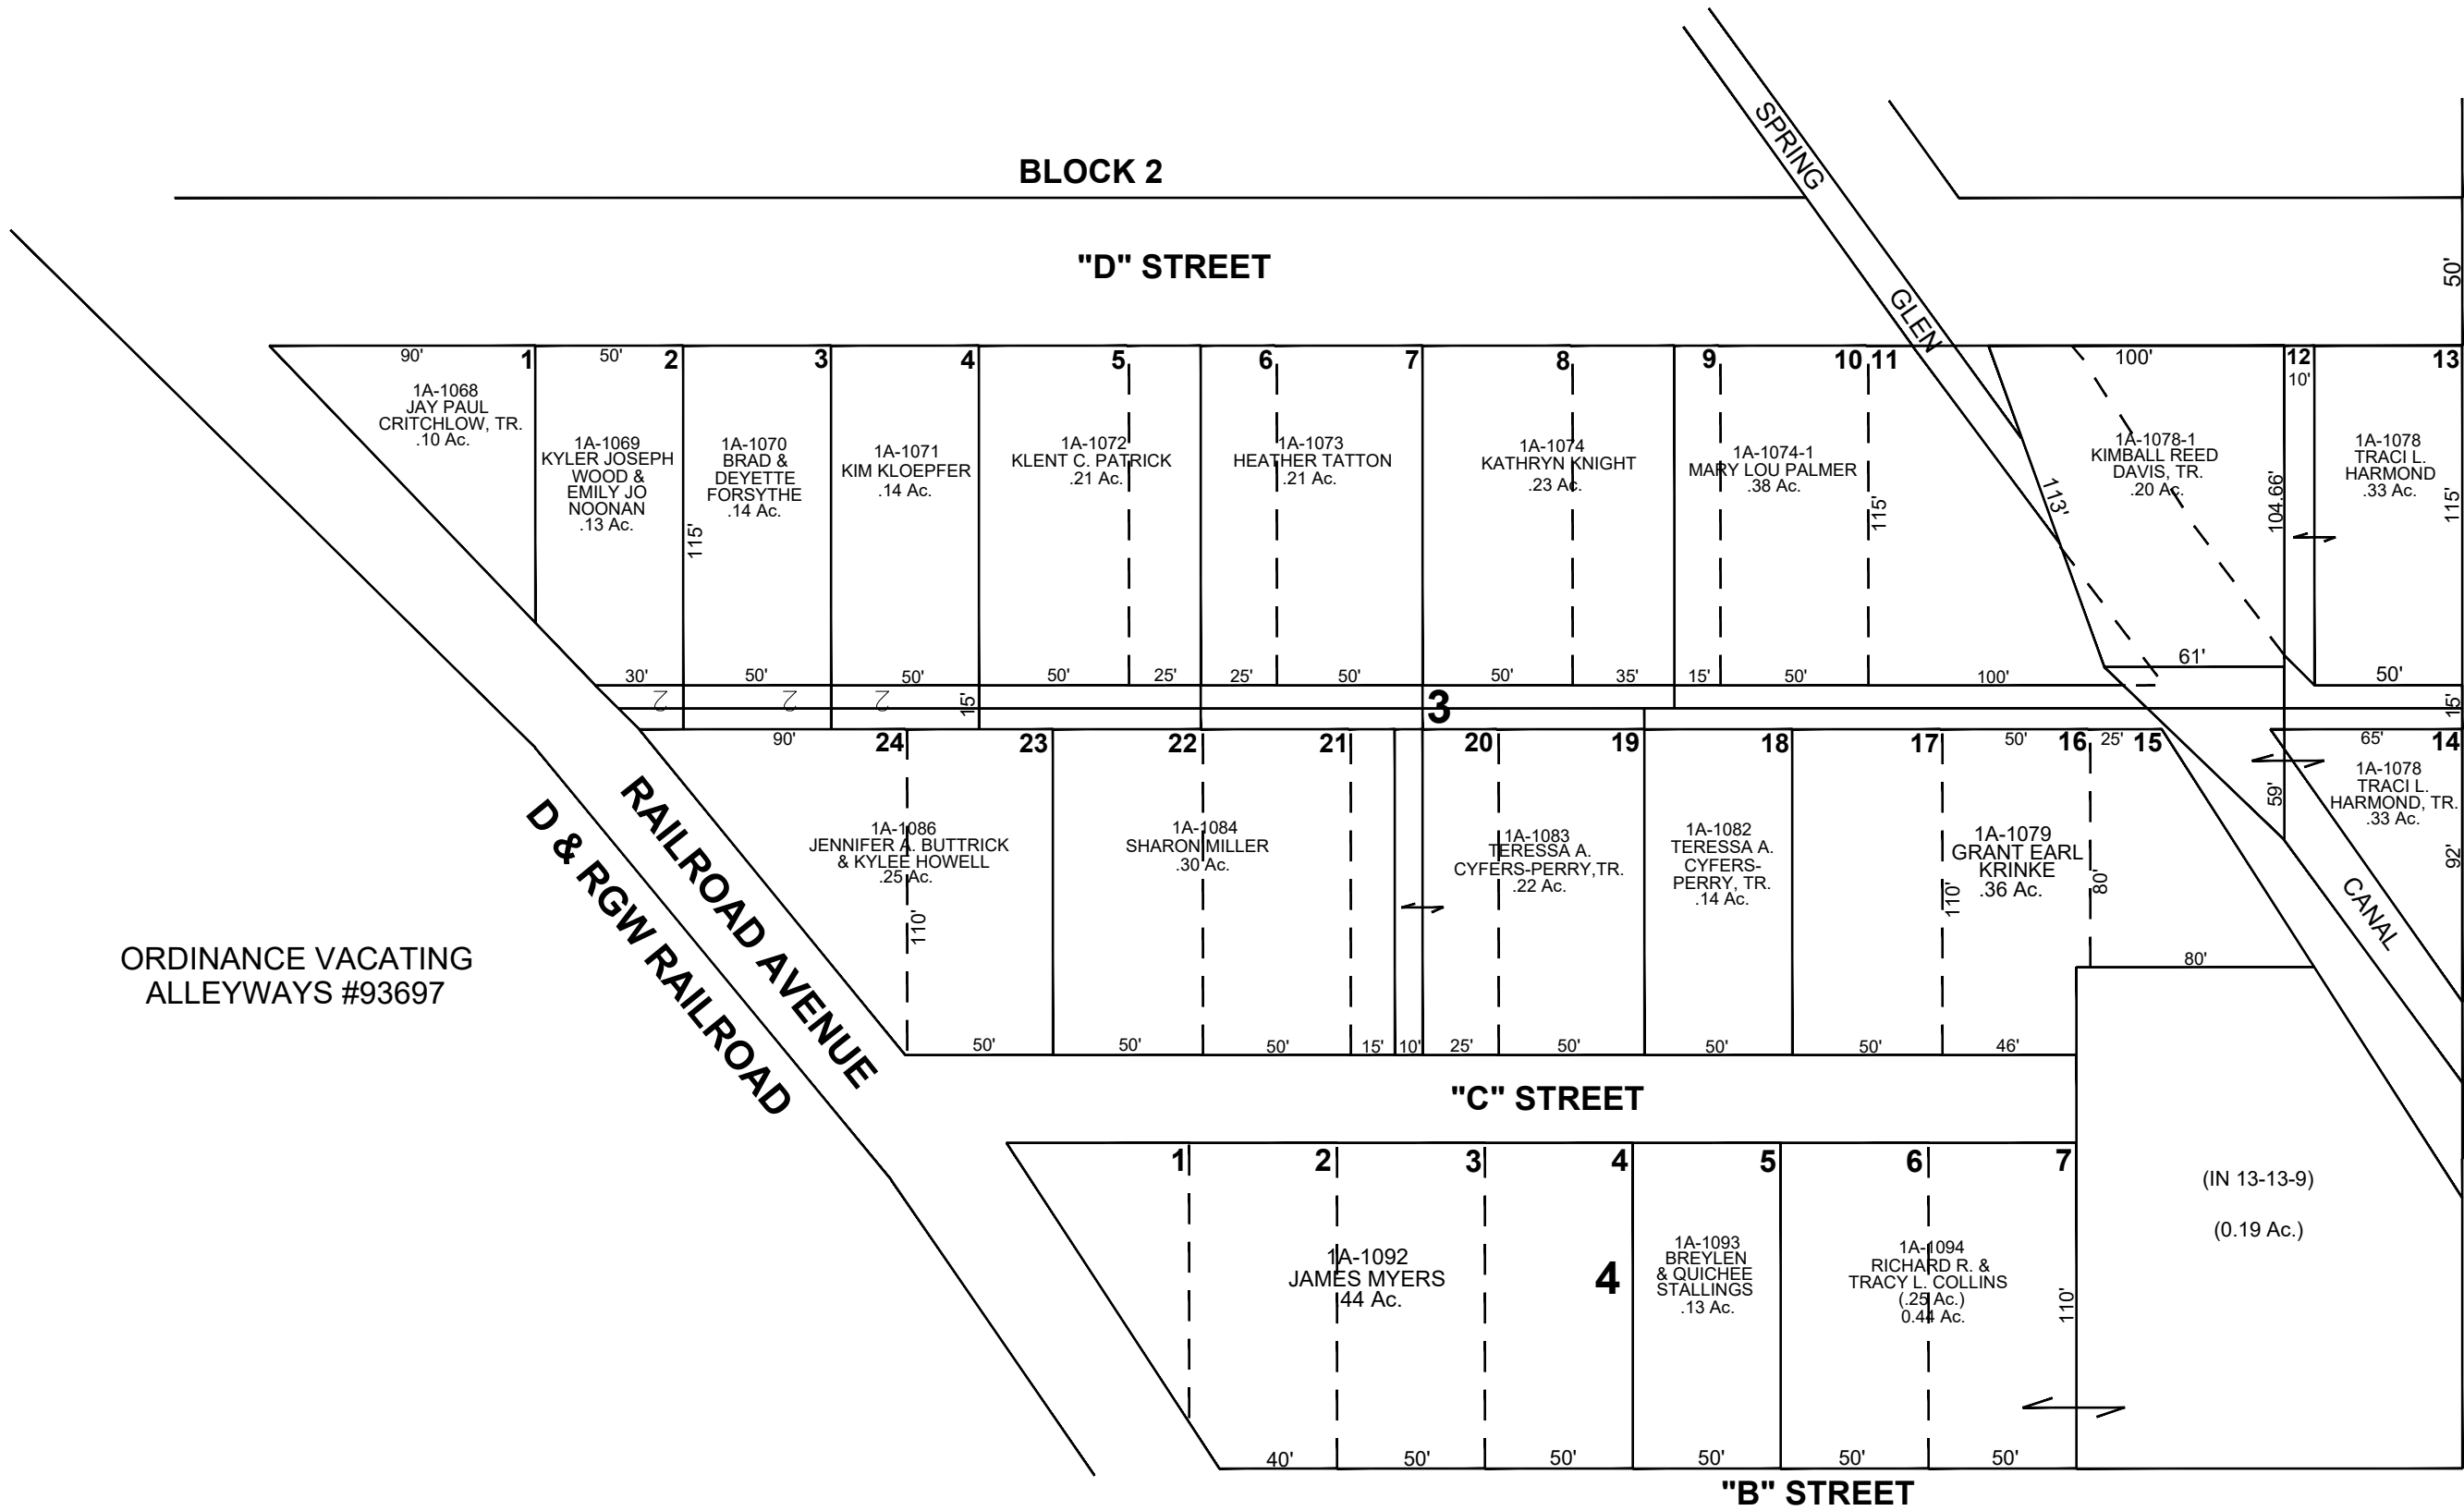 BLOCK 2
"D" STREET
SPRING
GLEN
50'
90'
1
50'
2
3
4
5
6
7
8
9
10
11
100'
12
10'
13
1A-1068
JAY PAUL
CRITCHLOW, TR.
.10 Ac.
1A-1069
KYLER JOSEPH
WOOD &
EMILY JO
NOONAN
.13 Ac.
1A-1070
BRAD &
DEYETTE
FORSYTHE
.14 Ac.
1A-1071
KIM KLOEPFER
.14 Ac.
1A-1072
KLENT C. PATRICK
.21 Ac.
1A-1073
HEATHER TATTON
.21 Ac.
1A-1074
KATHRYN KNIGHT
.23 Ac.
1A-1074-1
MARY LOU PALMER
.38 Ac.
1A-1078-1
KIMBALL REED
DAVIS, TR.
.20 Ac.
1A-1078
TRACI L.
HARMOND
.33 Ac.
115'
115'
113'
104.66'
115'
30'
50'
50'
50'
25'
25'
50'
50'
35'
15'
50'
100'
61'
50'
2
2
2
15'
3
15'
90'
24
23
22
21
20
19
18
17
50'
16
25'
15
65'
14
1A-1086
JENNIFER A. BUTTRICK
& KYLEE HOWELL
.25 Ac.
1A-1084
SHARON MILLER
.30 Ac.
1A-1083
TERESSA A.
CYFERS-PERRY,TR.
.22 Ac.
1A-1082
TERESSA A.
CYFERS-
PERRY, TR.
.14 Ac.
1A-1079
GRANT EARL
KRINKE
.36 Ac.
1A-1078
TRACI L.
HARMOND, TR.
.33 Ac.
110'
110'
80'
59'
92'
CANAL
80'
RAILROAD AVENUE
D & RGW RAILROAD
ORDINANCE VACATING
ALLEYWAYS #93697
50'
50'
50'
15'
10'
25'
50'
50'
50'
46'
"C" STREET
1
2
3
4
5
6
7
1A-1092
JAMES MYERS
.44 Ac.
4
1A-1093
BREYLEN
& QUICHEE
STALLINGS
.13 Ac.
1A-1094
RICHARD R. &
TRACY L. COLLINS
(.25 Ac.)
0.44 Ac.
110'
(IN 13-13-9)
(0.19 Ac.)
40'
50'
50'
50'
50'
50'
"B" STREET